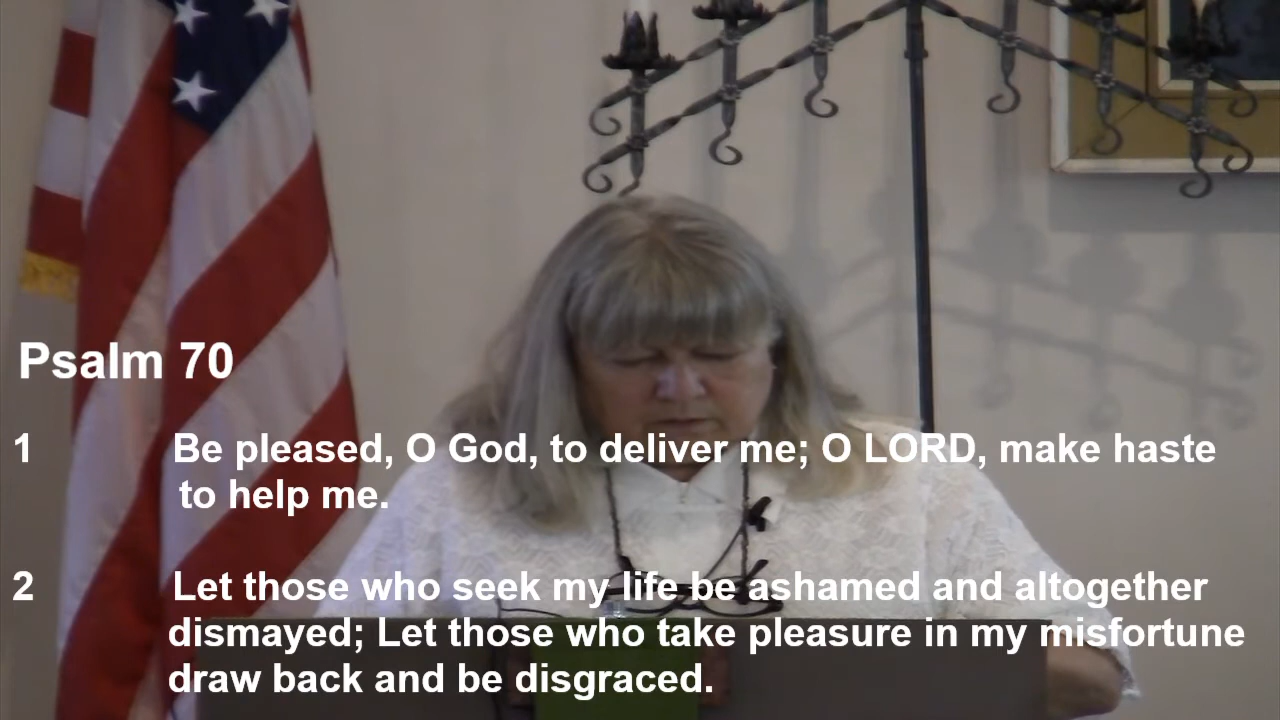 Psalm 70
1 Be pleased, O God, to deliver me; O LORD, make haste
to help me.
2 Let those who seek my life be ashamed and altogether
dismayed; Let those who take pleasure in my misfortune
draw back and be disgraced.